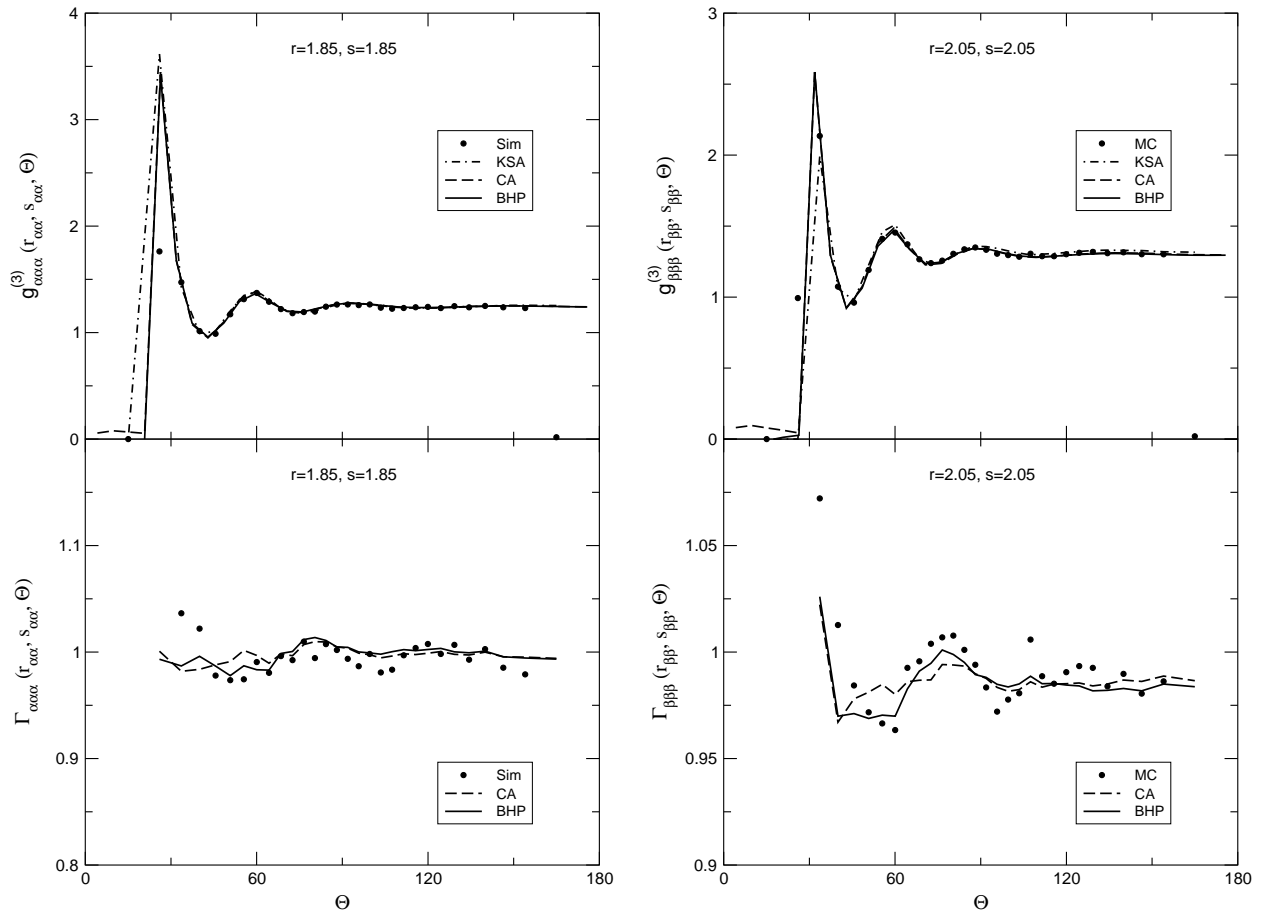 4
3
2
1
0
g(3)ααα (rαα, sαα, Θ)
r=1.85, s=1.85
Sim
KSA
CA
BHP
3
2
1
0
g(3)βββ (rββ, sββ, Θ)
r=2.05, s=2.05
MC
KSA
CA
BHP
1.1
1
0.9
0.8
Γααα (rαα, sαα, Θ)
r=1.85, s=1.85
Sim
CA
BHP
0
60
120
180
Θ
1.05
1
0.95
0.9
Γβββ (rββ, sββ, Θ)
r=2.05, s=2.05
MC
CA
BHP
0
60
120
180
Θ